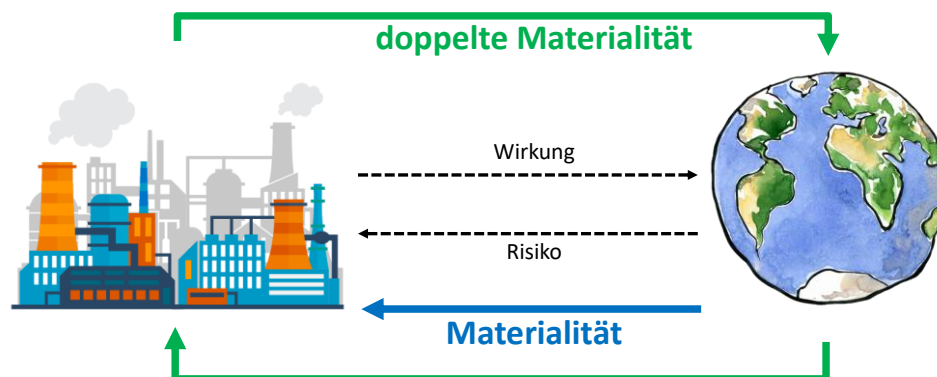 doppelte Materialität
Wirkung
Risiko
Materialität